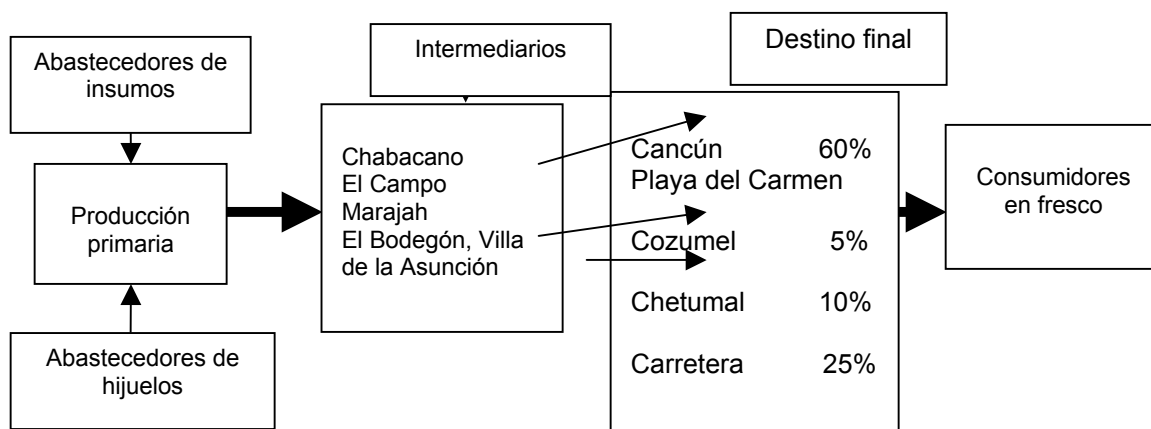 Abastecedores de
insumos
Producción
primaria
Abastecedores de
hijuelos
Intermediarios
Chabacano
El Campo
Marajah
El Bodegón, Villa
de la Asunción
Destino final
Cancún 60%
Playa del Carmen
Cozumel 5%
Chetumal 10%
Carretera 25%
Consumidores
en fresco